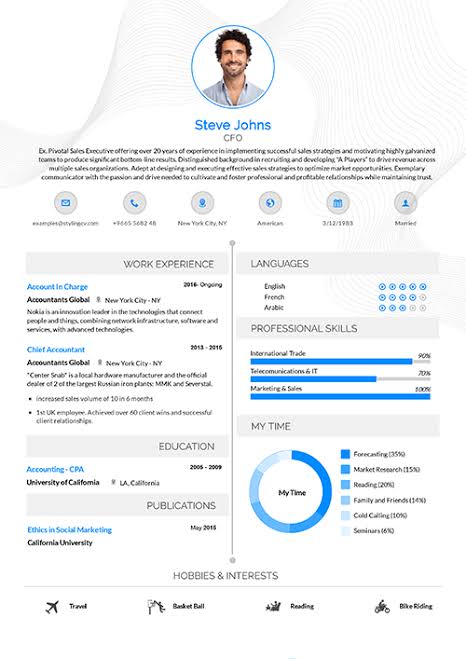 Steve Johns
CFO
Ex. Pivotal Sales Executive offering over 20 years of experience in implementing successful sales strategies and motivating highly galvanized
teams to produce significant bottom-line results. Distinguished background in recruiting and developing "A Players" to drive revenue across
multiple sales organizations. Adept at designing and executing effective sales strategies to optimize market opportunities. Exemplary
communicator with the passion and drive needed to cultivate and foster professional and profitable relationships while maintaining trust.
examples@stylingcv.com
+9665 5682 48
New York City, NY
American
3/12/1983
Married
WORK EXPERIENCE
Account In Charge 2016- Ongoing
Accountants Global New York City - NY
Nokia is an innovation leader in the technologies that connect
people and things, combining network infrastructure, software and
services, with advanced technologies.
Chief Accountant 2013 - 2015
Accountants Global New York City - NY
"Center Snab" is a local hardware manufacturer and the official
dealer of 2 of the largest Russian iron plants: MMK and Severstal.
increased sales volume of 10 in 6 months
1st UK employee. Achieved over 60 client wins and successful
client relationships.
EDUCATION
Accounting - CPA 2005 - 2009
University of California LA, California
PUBLICATIONS
Ethics in Social Marketing May 2015
California University
LANGUAGES
English
French
Arabic
PROFESSIONAL SKILLS
International Trade 90%
Telecommunications & IT 70%
Marketing & Sales 100%
MY TIME
My Time
Forecasting (35%)
Market Research (15%)
Reading (20%)
Family and Friends (14%)
Cold Calling (10%)
Seminars (6%)
HOBBIES & INTERESTS
Travel
Basket Ball
Reading
Bike Riding